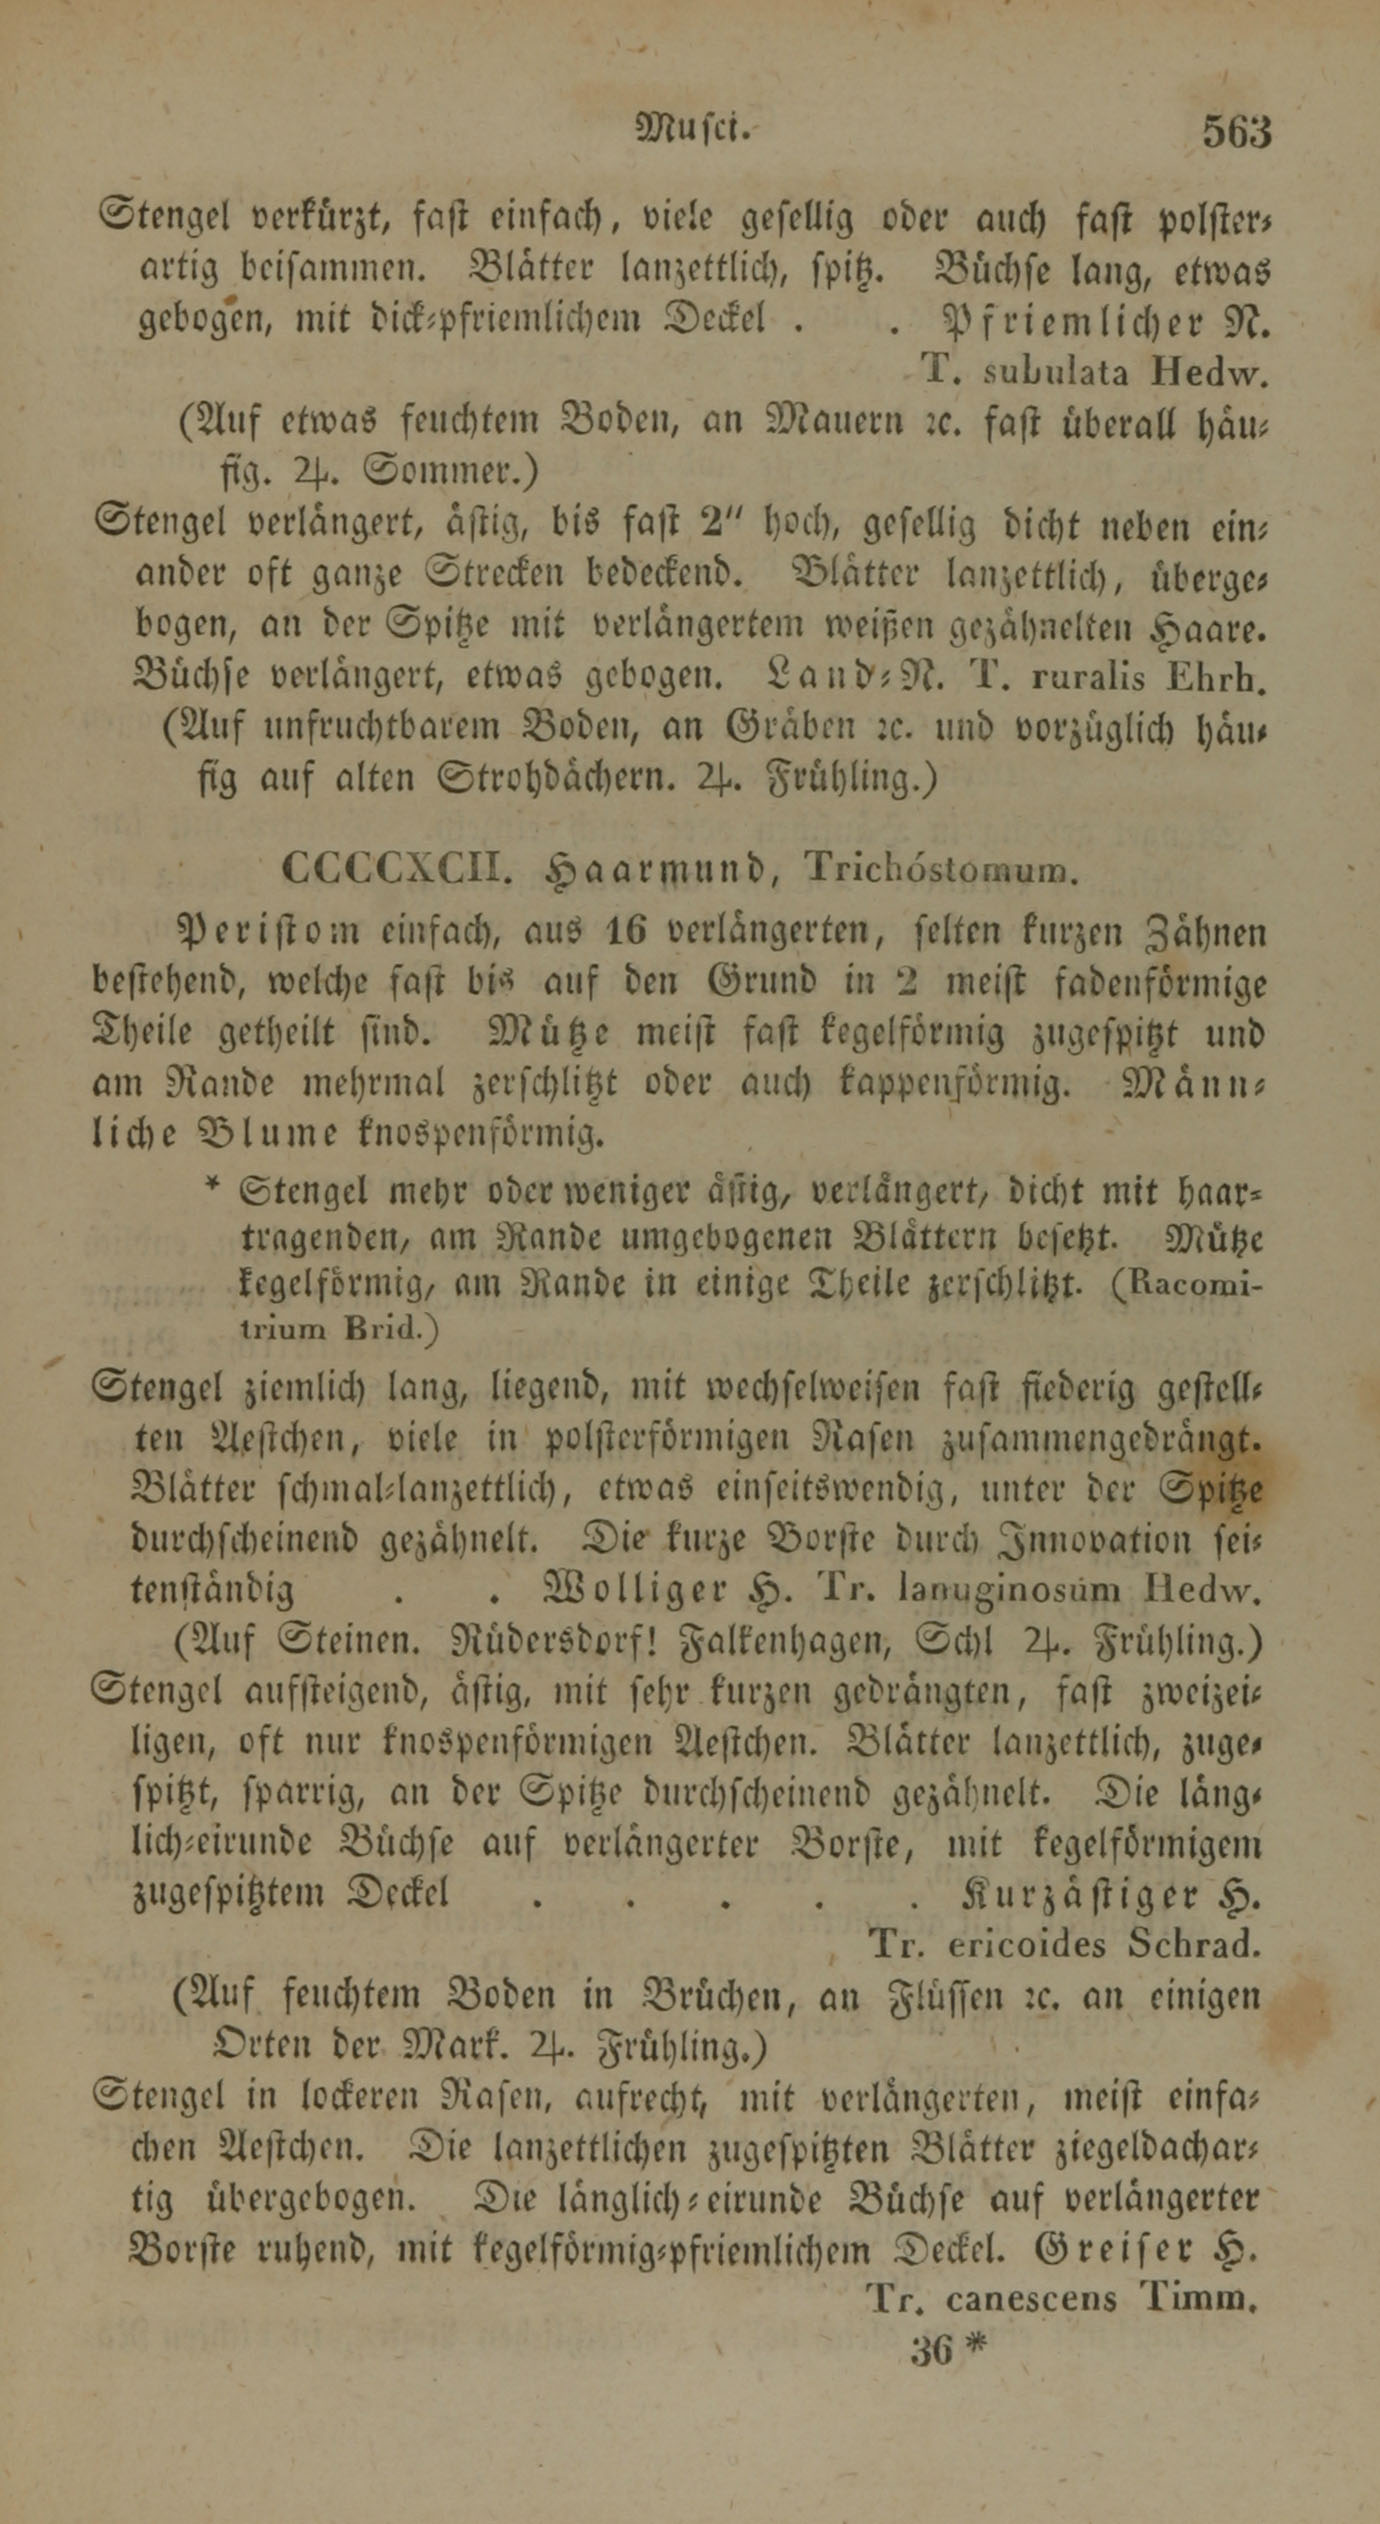 Musci.
563
Stengel verkürzt, fast einfach, viele gesellig oder auch fast polster-
artig beisammen. Blätter lanzettlich, spitz. Büchse lang, etwas
gebogen, mit dick-pfriemlichem Deckel . . Pfriemlicher N.
T. subulata Hedw.
(Auf etwas feuchtem Boden, an Mauern ꝛc. fast überall häu-
fig. ♃. Sommer.)
Stengel verlängert, ästig, bis fast 2" hoch, gesellig dicht neben ein-
ander oft ganze Strecken bedeckend. Blätter lanzettlich, überge-
bogen, an der Spitze mit verlängertem weißen gezähnelten Haare.
Büchse verlängert, etwas gebogen. Land-N. T. ruralis Ehrh.
(Auf unfruchtbarem Boden, an Gräben ꝛc. und vorzüglich häu-
fig auf alten Strohdächern. ♃. Frühling.)
CCCCXCII. Haarmund, Trichóstomum.
Peristom einfach, aus 16 verlängerten, selten kurzen Zähnen
bestehend, welche fast bis auf den Grund in 2 meist fadenförmige
Theile getheilt sind. Mütze meist fast kegelförmig zugespitzt und
am Rande mehrmal zerschlitzt oder auch kappenförmig. Männ-
liche Blume knospenförmig.
* Stengel mehr oder weniger ästig, verlängert, dicht mit haar-
tragenden, am Rande umgebogenen Blättern besetzt. Mütze
kegelförmig, am Rande in einige Theile zerschlitzt. (Racomi-
trium Brid.)
Stengel ziemlich lang, liegend, mit wechselweisen fast fiederig gestell-
ten Aestchen, viele in polsterförmigen Rasen zusammengedrängt.
Blätter schmal-lanzettlich, etwas einseitswendig, unter der Spitze
durchscheinend gezähnelt. Die kurze Borste durch Innovation sei-
tenständig . . Wolliger H. Tr. lanuginosum Hedw.
(Auf Steinen. Rüdersdorf! Falkenhagen, Schl ♃. Frühling.)
Stengel aufsteigend, ästig, mit sehr kurzen gedrängten, fast zweizei-
ligen, oft nur knospenförmigen Aestchen. Blätter lanzettlich, zuge-
spitzt, sparrig, an der Spitze durchscheinend gezähnelt. Die läng-
lich-eirunde Büchse auf verlängerter Borste, mit kegelförmigem
zugespitztem Deckel . . . . . Kurzästiger H.
Tr. ericoides Schrad.
(Auf feuchtem Boden in Brüchen, an Flüssen ꝛc. an einigen
Orten der Mark. ♃. Frühling.)
Stengel in lockeren Rasen, aufrecht, mit verlängerten, meist einfa-
chen Aestchen. Die lanzettlichen zugespitzten Blätter ziegeldachar-
tig übergebogen. Die länglich-eirunde Büchse auf verlängerter
Borste ruhend, mit kegelförmig-pfriemlichem Deckel. Greiser H.
Tr. canescens Timm.
36 *